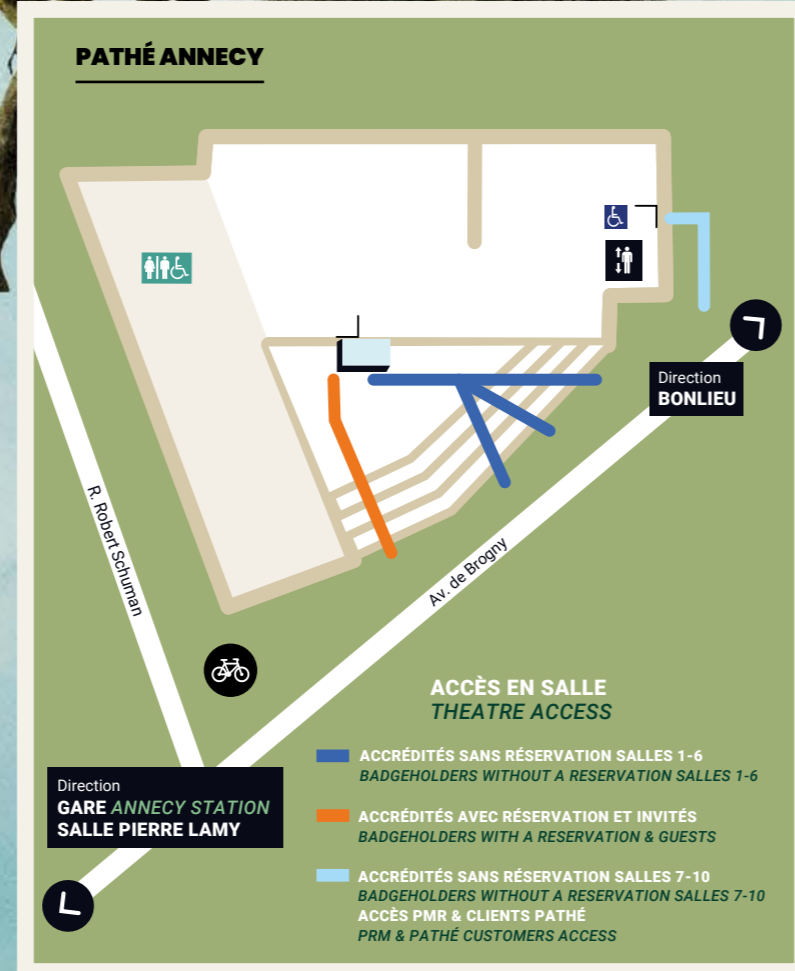 PATHÉ ANNECY
Direction
BONLIEU
R. Robert Schuman
Av. de Brogny
Direction
GARE ANNECY STATION
SALLE PIERRE LAMY
ACCÈS EN SALLE
THEATRE ACCESS
ACCRÉDITÉS SANS RÉSERVATION SALLES 1-6
BADGEHOLDERS WITHOUT A RESERVATION SALLES 1-6
ACCRÉDITÉS AVEC RÉSERVATION ET INVITÉS
BADGEHOLDERS WITH A RESERVATION & GUESTS
ACCRÉDITÉS SANS RÉSERVATION SALLES 7-10
BADGEHOLDERS WITHOUT A RESERVATION SALLES 7-10
ACCÈS PMR & CLIENTS PATHÉ
PRM & PATHÉ CUSTOMERS ACCESS